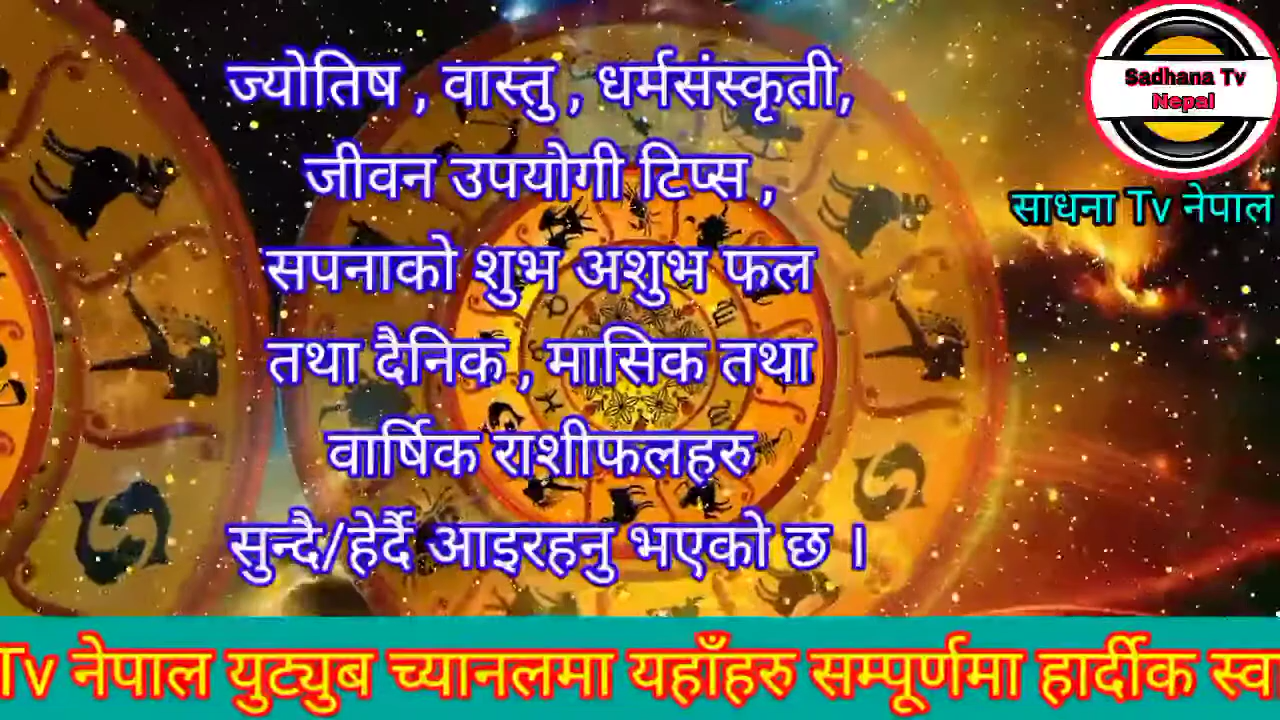 ज्योतिष , वास्तु , धर्मसंस्कृती,
जीवन उपयोगी टिप्स ,
सपनाको शुभ अशुभ फल
तथा दैनिक , मासिक तथा
वार्षिक राशीफलहरु
सुन्दै/हेर्दै आइरहनु भएको छ ।
Sadhana Tv
Nepal
साधना Tv नेपाल
Tv नेपाल युट्युब च्यानलमा यहाँहरु सम्पूर्णमा हार्दीक स्व